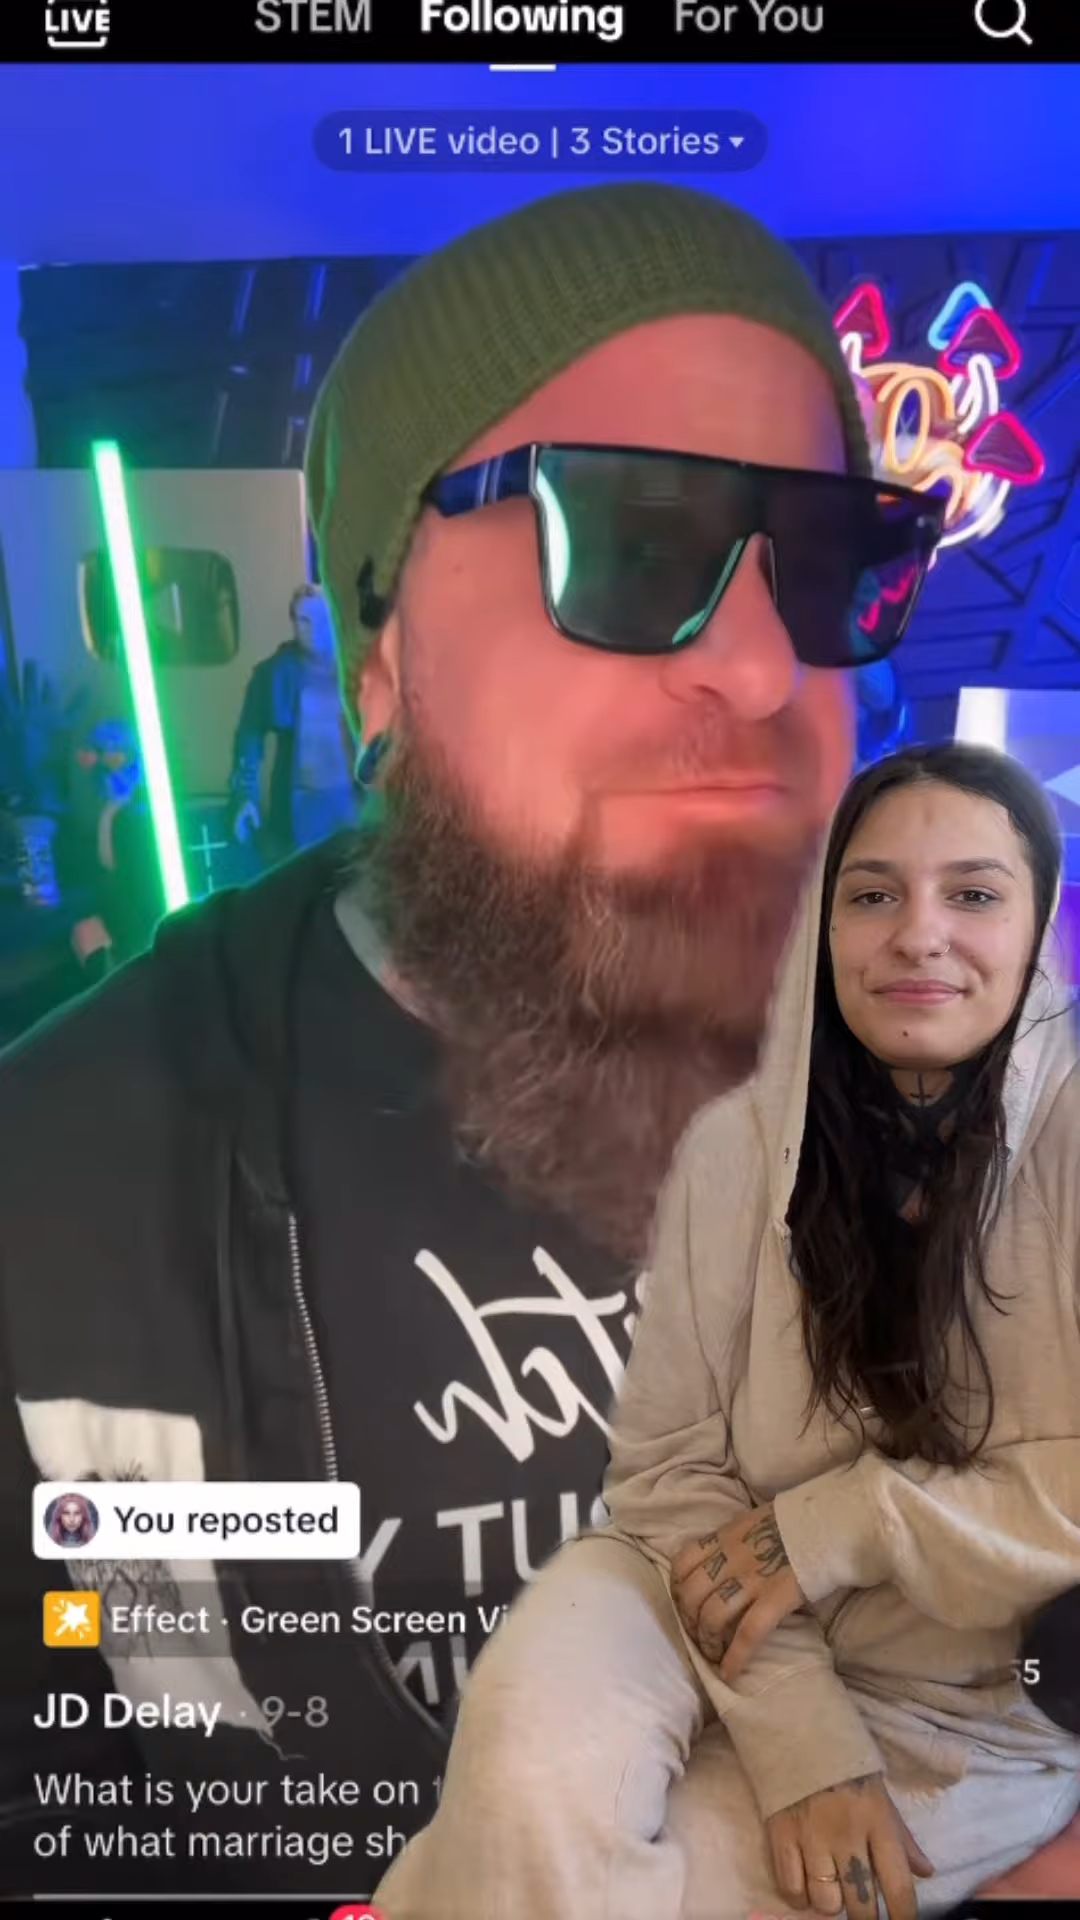 LIVE
STEM Following For You
1 LIVE video | 3 Stories
You reposted
Effect · Green Screen Vi
55
JD Delay · 9-8
What is your take on
of what marriage sh